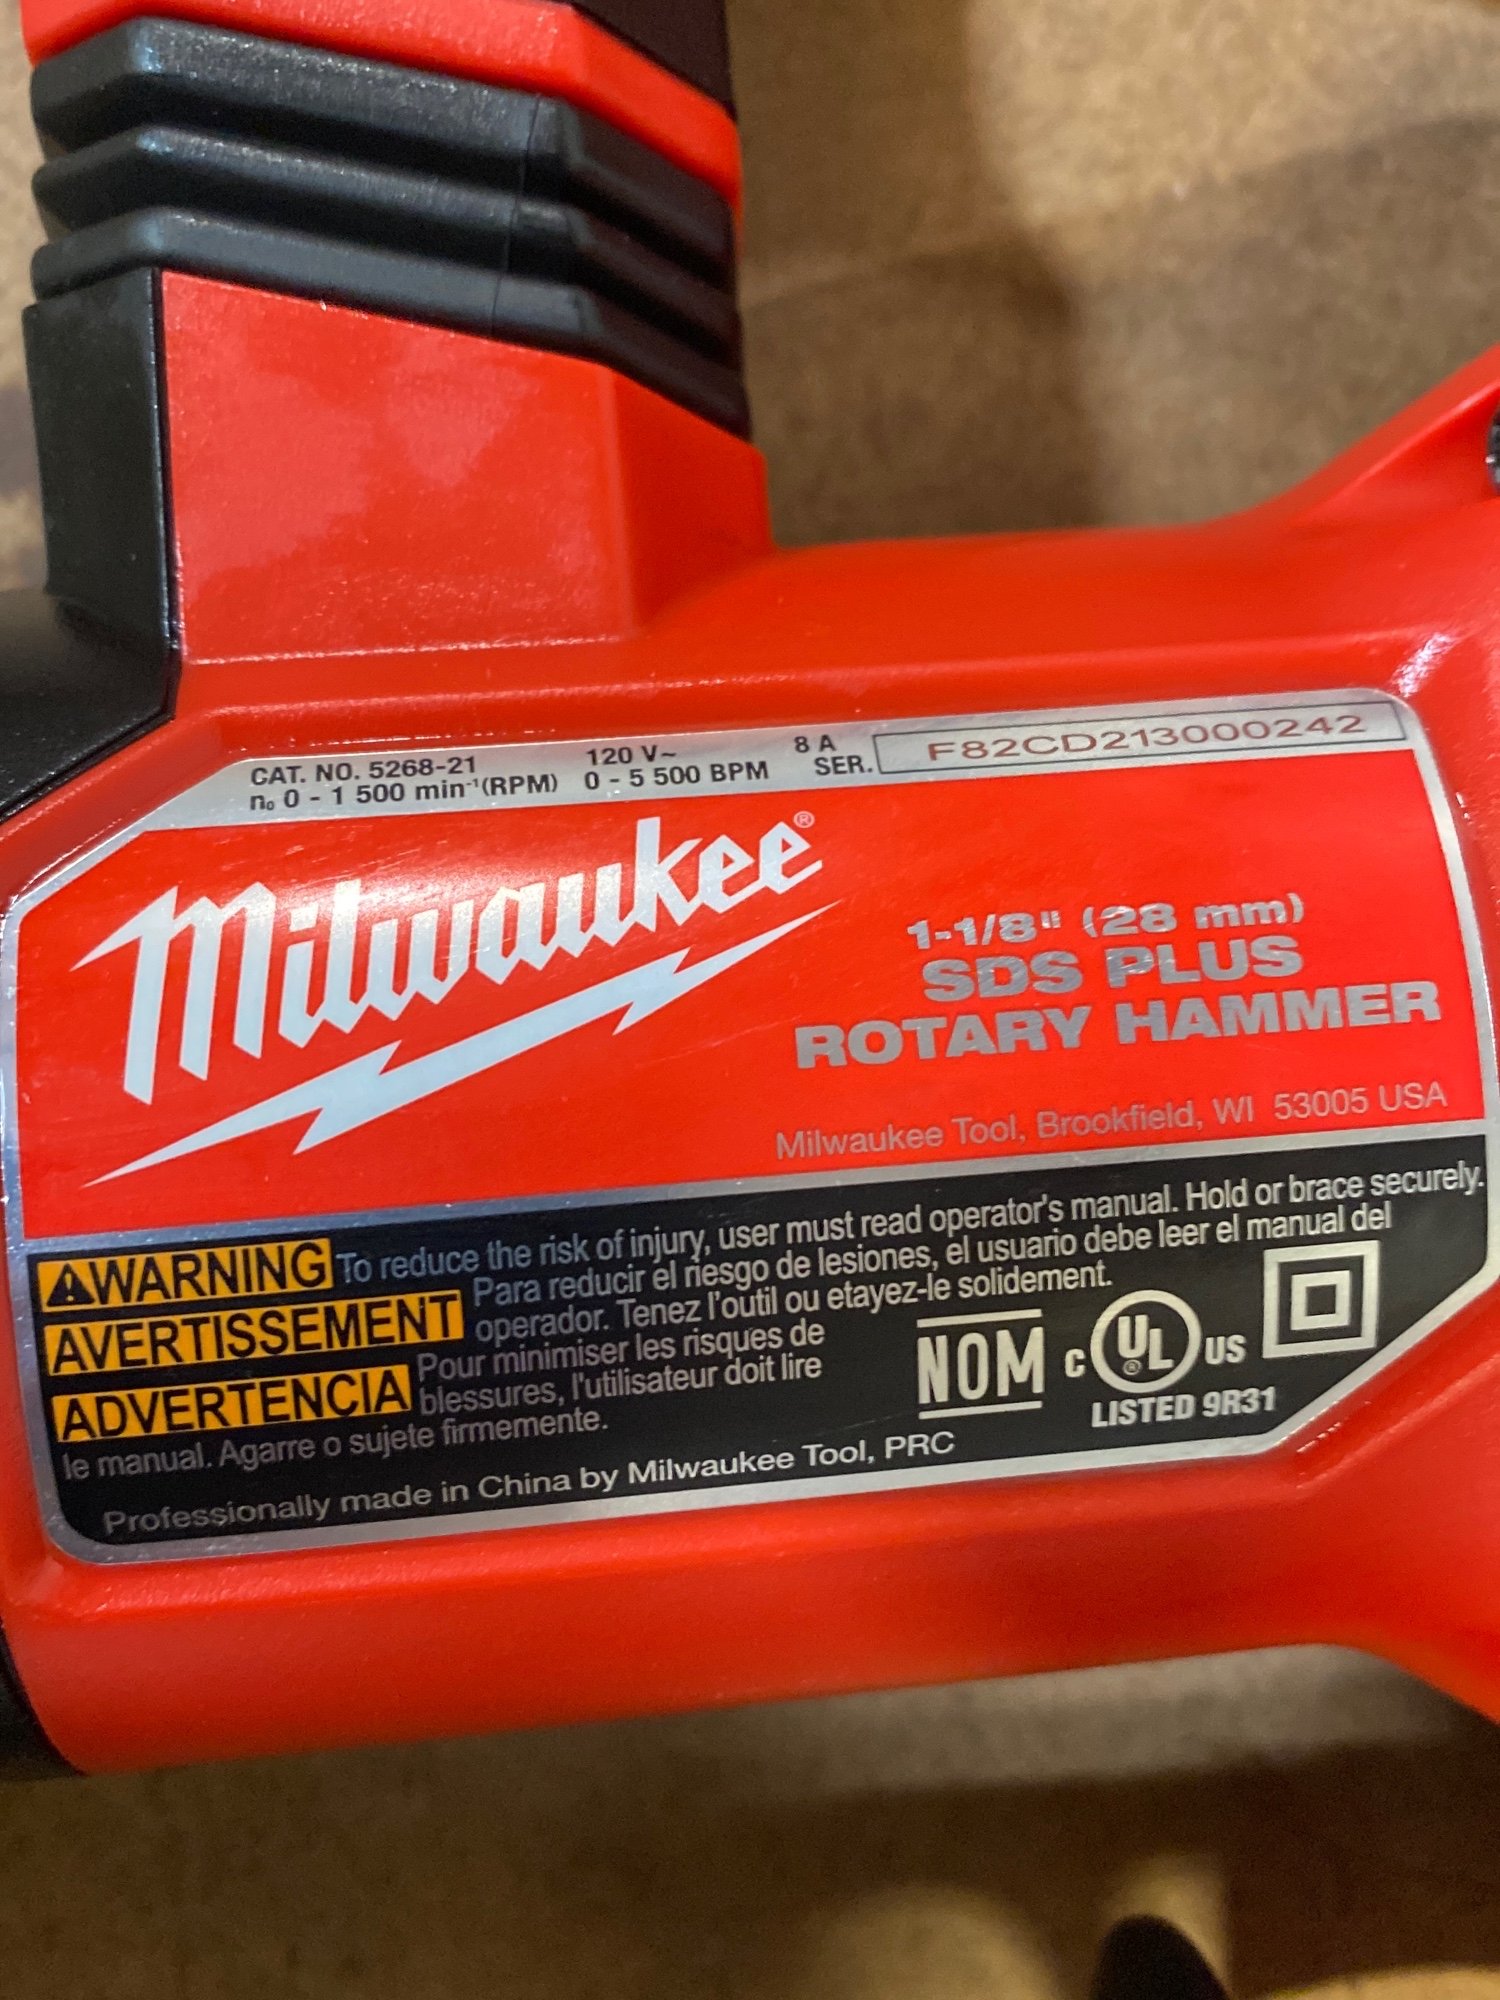 CAT. NO. 5268-21 120 V~ 8 A
n₀ 0 - 1 500 min⁻¹(RPM) 0 - 5 500 BPM SER. F82CD213000242
Milwaukee®
1-1/8" (28 mm)
SDS PLUS
ROTARY HAMMER
Milwaukee Tool, Brookfield, WI 53005 USA
WARNING To reduce the risk of injury, user must read operator's manual. Hold or brace securely.
AVERTISSEMENT Para reducir el riesgo de lesiones, el usuario debe leer el manual del
operador. Tenez l'outil ou etayez-le solidement.
ADVERTENCIA Pour minimiser les risques de
blessures, l'utilisateur doit lire
le manual. Agarre o sujete firmemente.
Professionally made in China by Milwaukee Tool, PRC
NOM C UL® US
LISTED 9R31